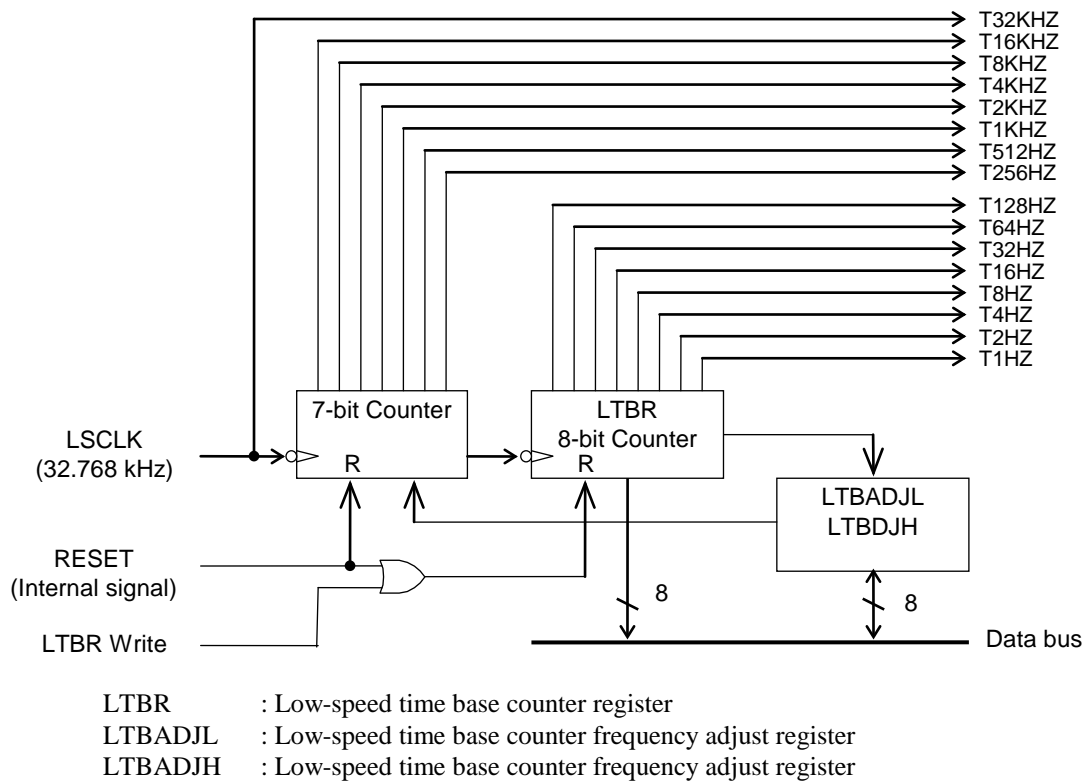 T32KHZ
T16KHZ
T8KHZ
T4KHZ
T2KHZ
T1KHZ
T512HZ
T256HZ
T128HZ
T64HZ
T32HZ
T16HZ
T8HZ
T4HZ
T2HZ
T1HZ
7-bit Counter
R
LTBR
8-bit Counter
R
LSCLK
(32.768 kHz)
LTBADJL
LTBDJH
RESET
(Internal signal)
8
8
LTBR Write
Data bus
LTBR : Low-speed time base counter register
LTBADJL : Low-speed time base counter frequency adjust register
LTBADJH : Low-speed time base counter frequency adjust register